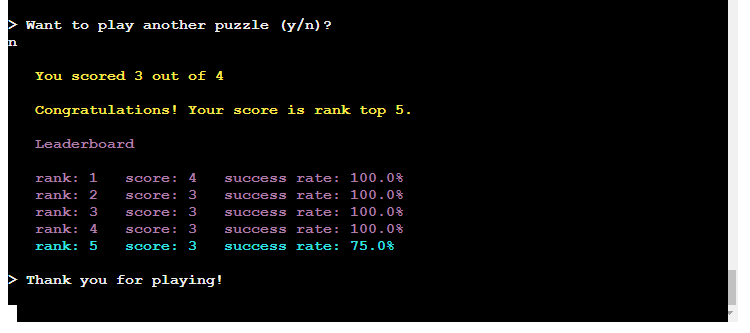 > Want to play another puzzle (y/n)?
n
You scored 3 out of 4
Congratulations! Your score is rank top 5.
Leaderboard
rank: 1   score: 4   success rate: 100.0%
rank: 2   score: 3   success rate: 100.0%
rank: 3   score: 3   success rate: 100.0%
rank: 4   score: 3   success rate: 100.0%
rank: 5   score: 3   success rate: 75.0%
> Thank you for playing!